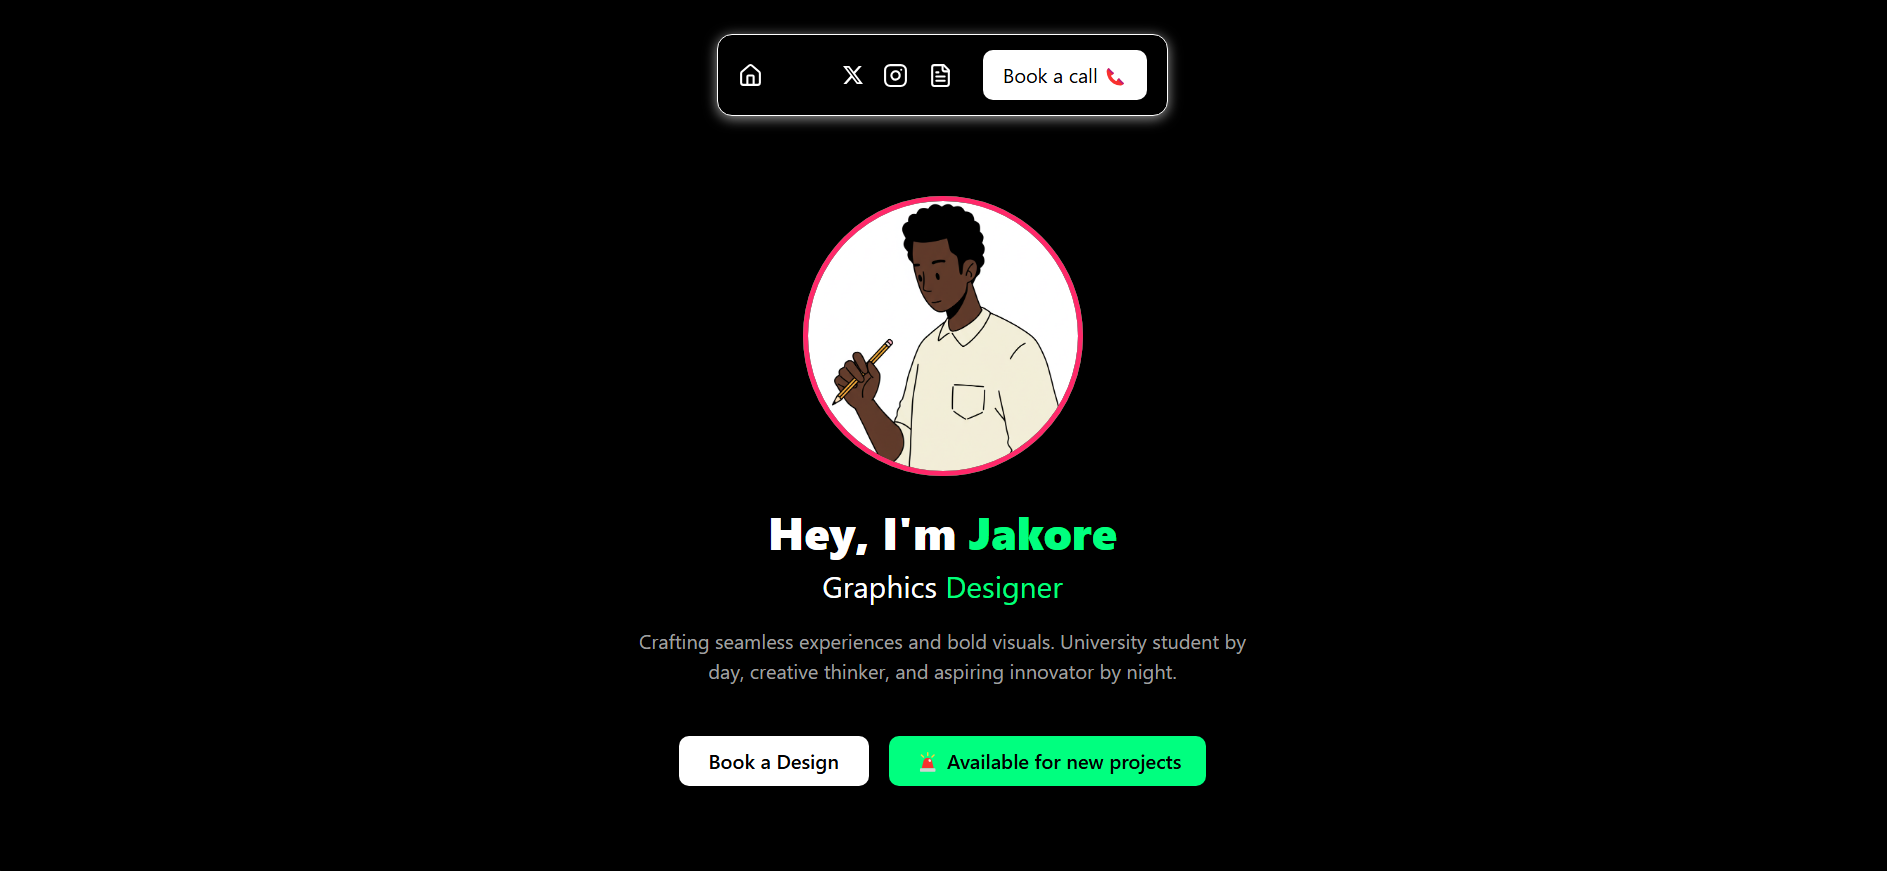 Book a call
Hey, I'm Jakore
Graphics Designer
Crafting seamless experiences and bold visuals. University student by
day, creative thinker, and aspiring innovator by night.
Book a Design
Available for new projects